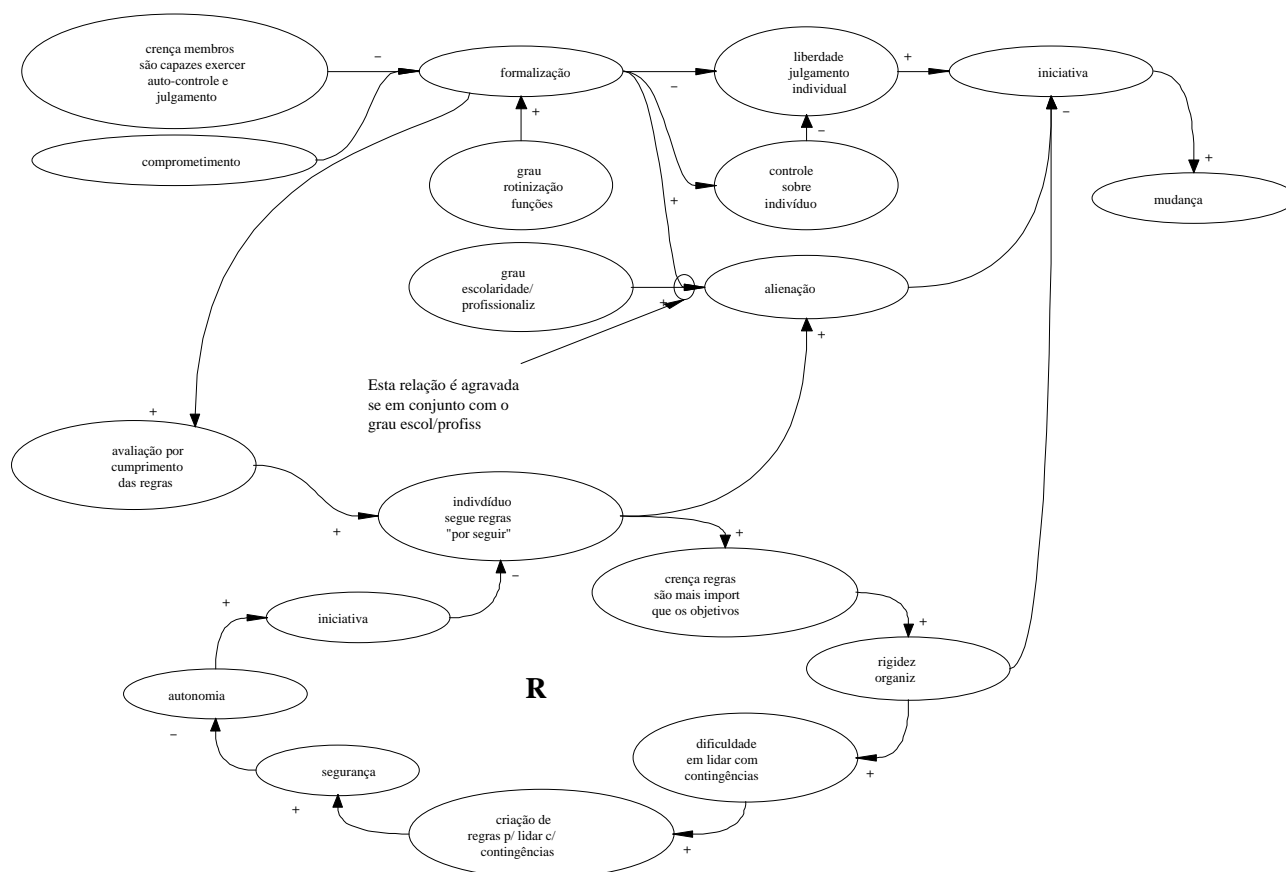 crença membros
são capazes exercer
auto-controle e
julgamento
−
formalização
−
liberdade
julgamento
individual
+
iniciativa
−
+
mudança
comprometimento
+
grau
rotinização
funções
−
controle
sobre
indivíduo
+
grau
escolaridade/
profissionaliz
+
alienação
+
Esta relação é agravada
se em conjunto com o
grau escol/profiss
+
avaliação por
cumprimento
das regras
+
indivdíduo
segue regras
"por seguir"
−
+
crença regras
são mais import
que os objetivos
+
rigidez
organiz
+
iniciativa
autonomia
−
R
dificuldade
em lidar com
contingências
+
segurança
+
criação de
regras p/ lidar c/
contingências
+